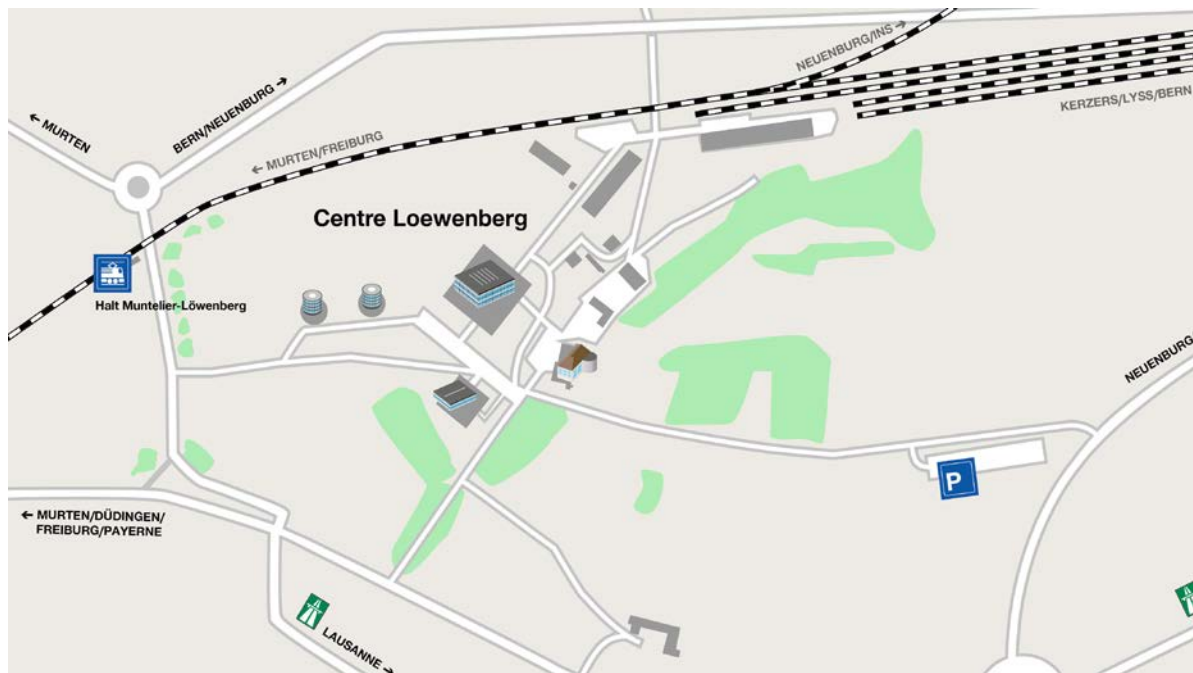 NEUENBURG/INS
KERZERS/LYSS/BERN
BERN/NEUENBURG →
← MURTEN
← MURTEN/FREIBURG
Centre Loewenberg
Halt Muntelier-Löwenberg
NEUENBURG
P
← MURTEN/DÜDINGEN/
FREIBURG/PAYERNE
LAUSANNE →